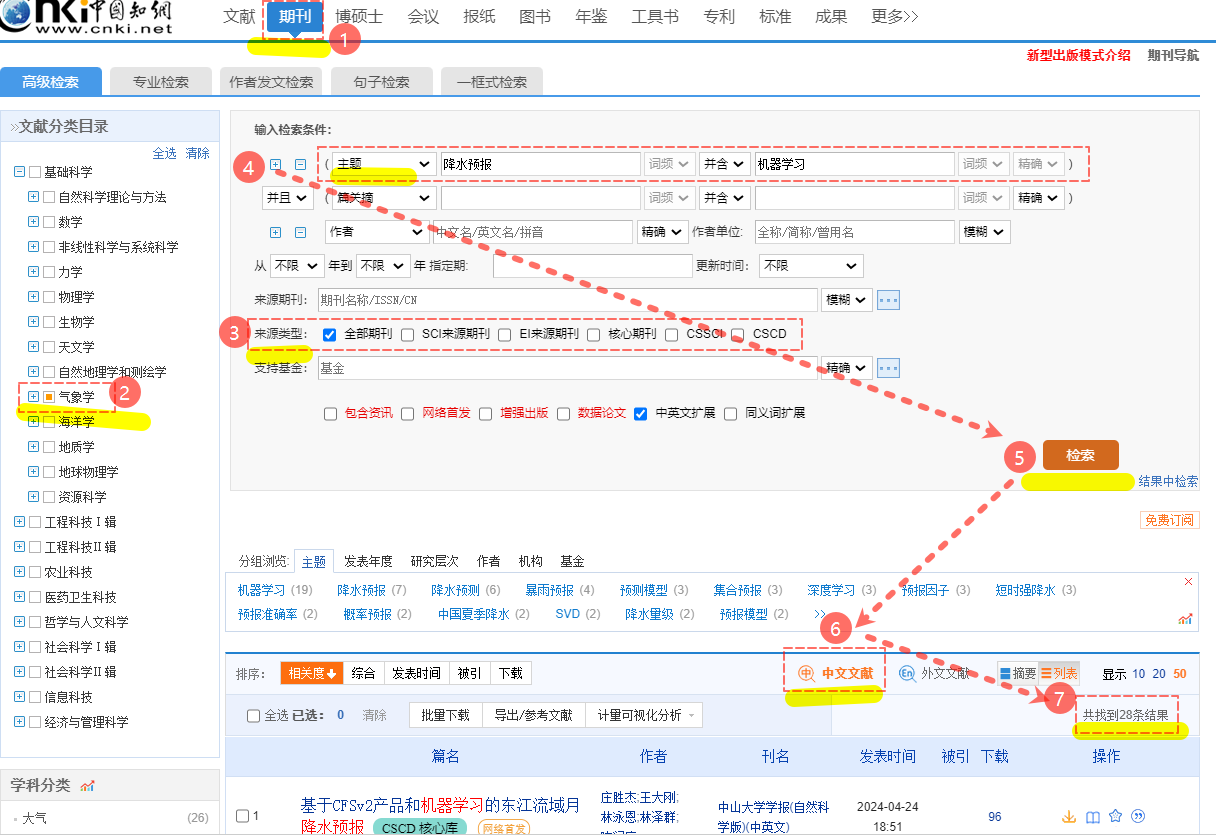 cnki中国知網
www.cnki.net
文献 期刊 博硕士 会议 报纸 图书 年鉴 工具书 专利 标准 成果 更多>>
1
新型出版模式介绍 期刊导航
高级检索 专业检索 作者发文检索 句子检索 一框式检索
»文献分类目录
全选 清除
基础科学
自然科学理论与方法
数学
非线性科学与系统科学
力学
物理学
生物学
天文学
自然地理学和测绘学
气象学
2
海洋学
地质学
地球物理学
资源科学
工程科技Ⅰ辑
工程科技Ⅱ辑
农业科技
医药卫生科技
哲学与人文科学
社会科学Ⅰ辑
社会科学Ⅱ辑
信息科技
经济与管理科学
学科分类
大气 (26)
输入检索条件:
4 ( 主题 降水预报 词频 并含 机器学习 词频 精确 )
并且 ( 篇关摘 词频 并含 词频 精确 )
作者 中文名/英文名/拼音 精确 作者单位: 全称/简称/曾用名 模糊
从 不限 年到 不限 年 指定期: 更新时间: 不限
来源期刊: 期刊名称/ISSN/CN 模糊 ...
3 来源类型: 全部期刊 SCI来源期刊 EI来源期刊 核心期刊 CSSCI CSCD
支持基金: 基金 精确 ...
包含资讯 网络首发 增强出版 数据论文 中英文扩展 同义词扩展
5 检索
结果中检索
免费订阅
分组浏览: 主题 发表年度 研究层次 作者 机构 基金
机器学习 (19) 降水预报 (7) 降水预测 (6) 暴雨预报 (4) 预测模型 (3) 集合预报 (3) 深度学习 (3) 预报因子 (3) 短时强降水 (3)
预报准确率 (2) 概率预报 (2) 中国夏季降水 (2) SVD (2) 降水量级 (2) 预报模型 (2) >>
6
排序: 相关度 综合 发表时间 被引 下载 中 中文文献 En 外文文献 摘要 列表 显示 10 20 50
7
全选 已选: 0 清除 批量下载 导出/参考文献 计量可视化分析 共找到28条结果
篇名 作者 刊名 发表时间 被引 下载 操作
1 基于CFSv2产品和机器学习的东江流域月降水预报 CSCD 核心库 网络首发
庄胜杰;王大刚;
林泳恩;林泽群;
中山大学学报(自然科
学版)(中英文)
2024-04-24
18:51
96